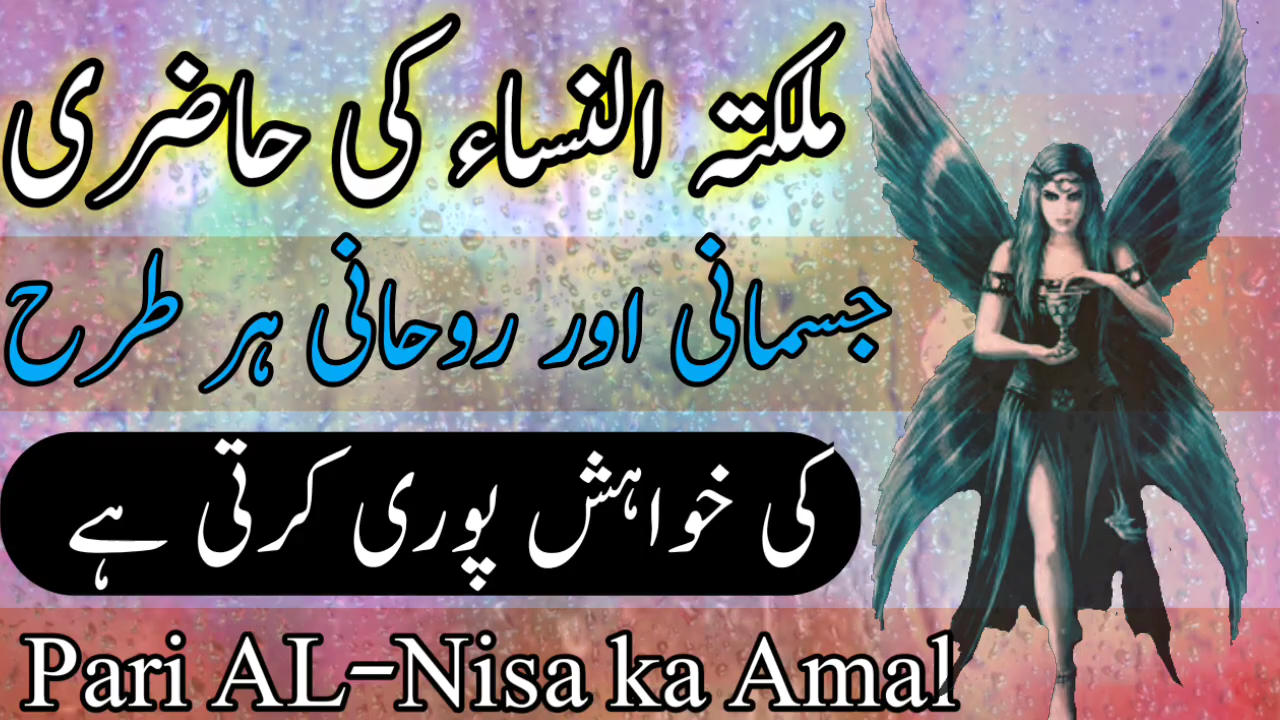 ملکتہ النساء کی حاضری
جسمانی اور روحانی ہر طرح
کی خواہش پوری کرتی ہے
Pari AL-Nisa ka Amal